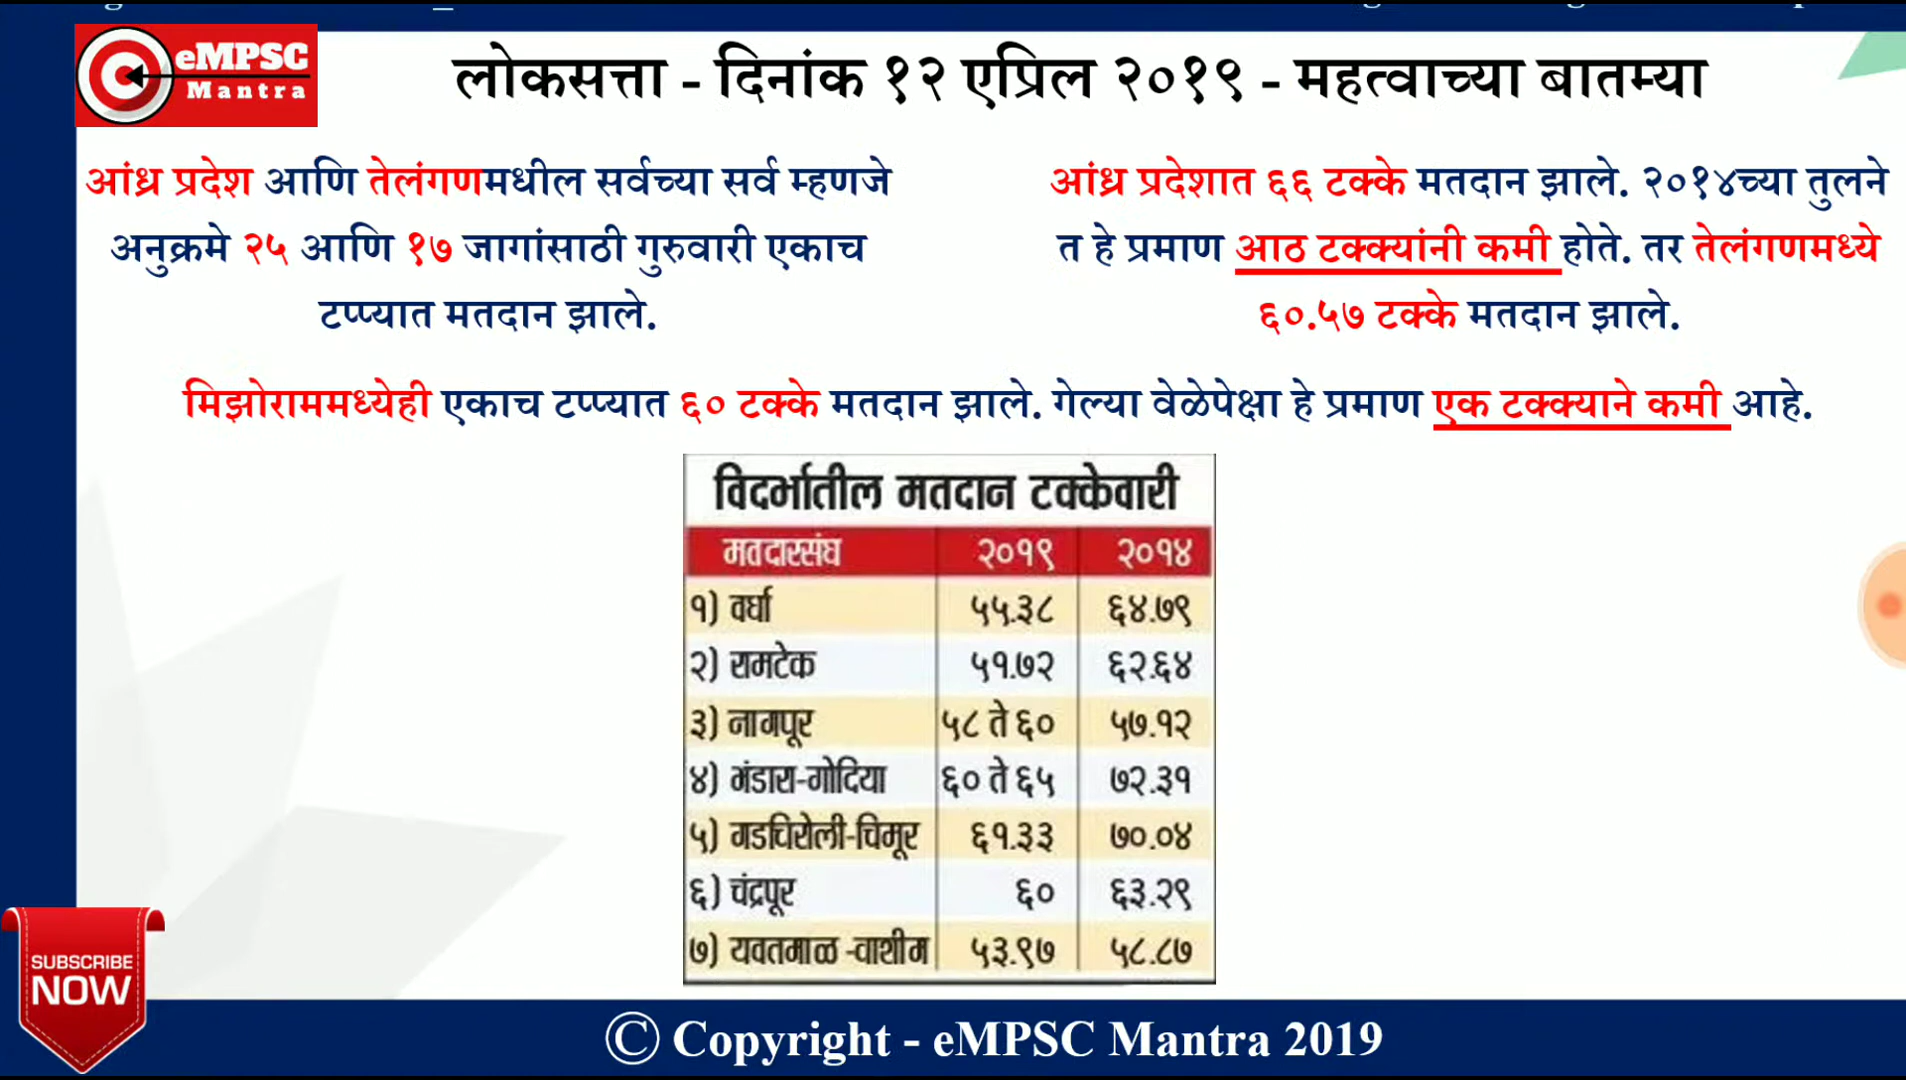 eMPSC
Mantra
लोकसत्ता - दिनांक १२ एप्रिल २०१९ - महत्वाच्या बातम्या
आंध्र प्रदेश आणि तेलंगणमधील सर्वच्या सर्व म्हणजे
अनुक्रमे २५ आणि १७ जागांसाठी गुरुवारी एकाच
टप्प्यात मतदान झाले.
आंध्र प्रदेशात ६६ टक्के मतदान झाले. २०१४च्या तुलने
त हे प्रमाण आठ टक्क्यांनी कमी होते. तर तेलंगणमध्ये
६०.५७ टक्के मतदान झाले.
मिझोराममध्येही एकाच टप्प्यात ६० टक्के मतदान झाले. गेल्या वेळेपेक्षा हे प्रमाण एक टक्क्याने कमी आहे.
विदर्भातील मतदान टक्केवारी
मतदारसंघ २०१९ २०१४
१) वर्धा ५५.३८ ६४.७९
२) रामटेक ५१.७२ ६२.६४
३) नागपूर ५८ ते ६० ५७.१२
४) भंडारा-गोदिया ६० ते ६५ ७२.३१
५) गडचिरोली-चिमूर ६१.३३ ७०.०४
६) चंद्रपूर ६० ६३.२९
७) यवतमाळ -वाशीम ५३.९७ ५८.८७
SUBSCRIBE
NOW
© Copyright - eMPSC Mantra 2019